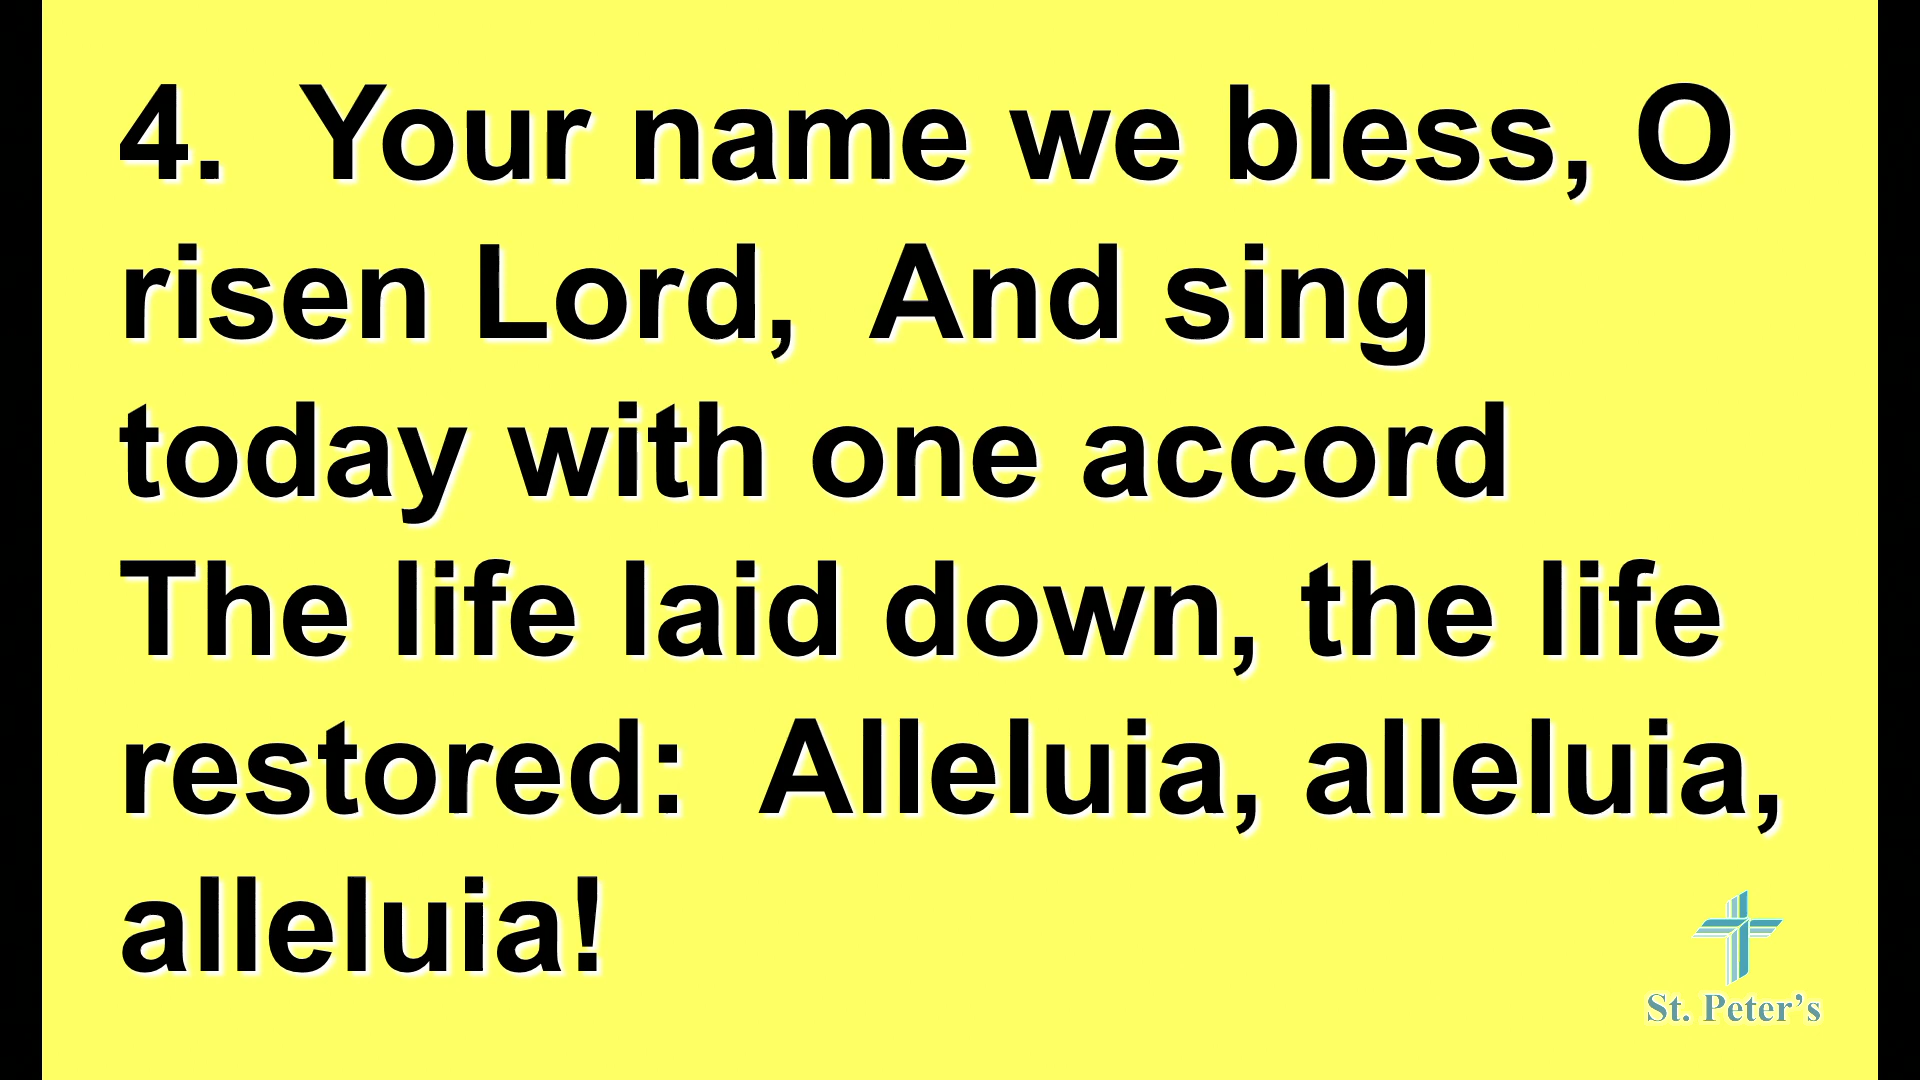 4.  Your name we bless, O
risen Lord,  And sing
today with one accord
The life laid down, the life
restored:  Alleluia, alleluia,
alleluia!
St. Peter's